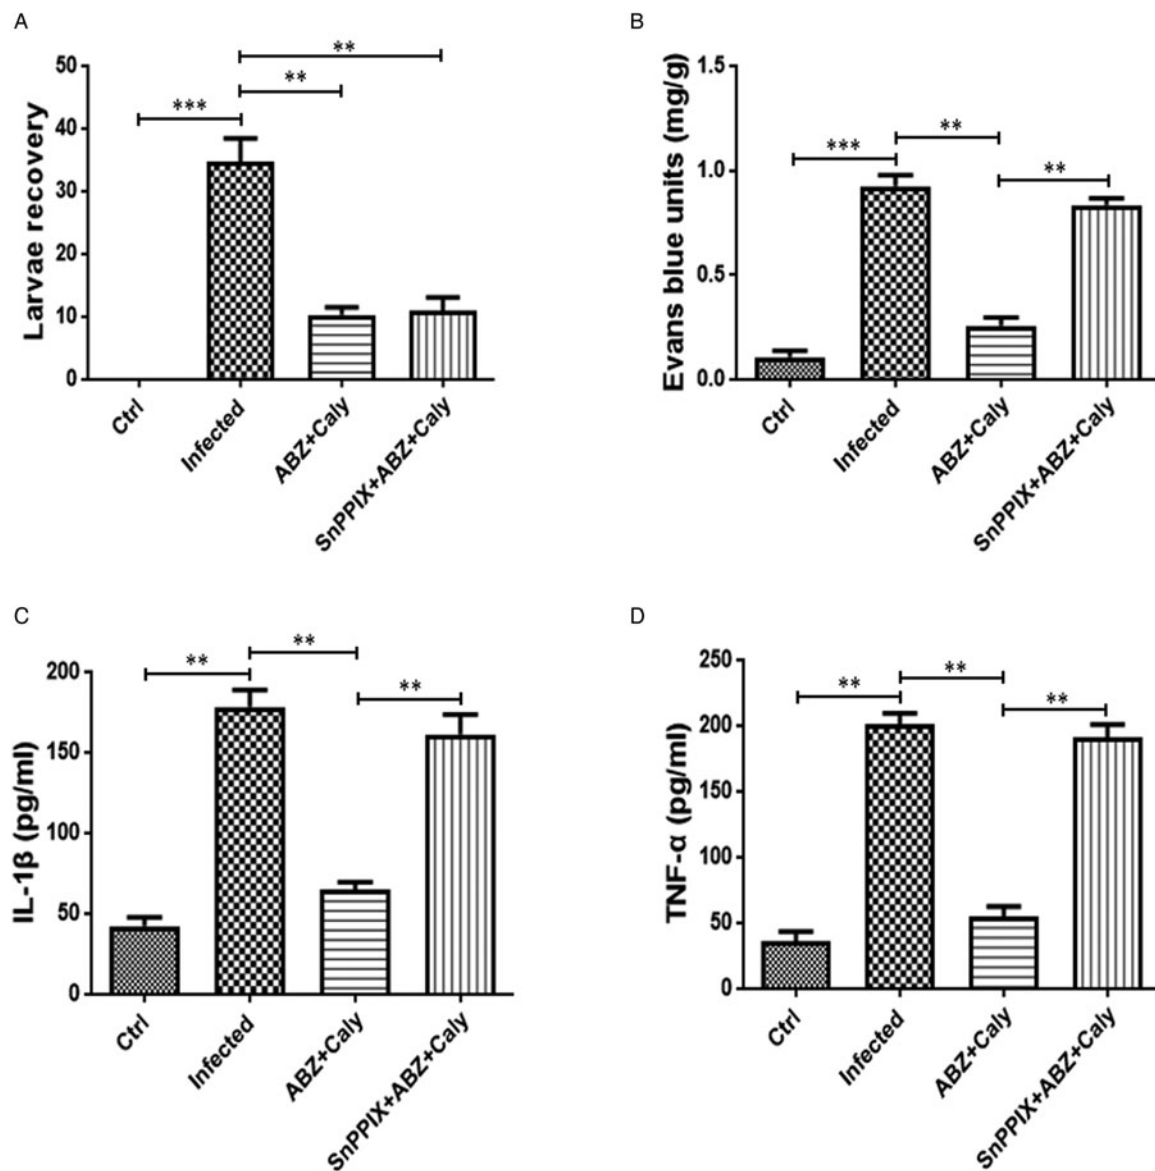 A
**
**
***
50
40
30
20
10
0
Larvae recovery
Ctrl
Infected
ABZ+Caly
SnPPIX+ABZ+Caly
B
**
***
**
1.5
1.0
0.5
0.0
Evans blue units (mg/g)
Ctrl
Infected
ABZ+Caly
SnPPIX+ABZ+Caly
C
**
**
**
200
150
100
50
0
IL-1β (pg/ml)
Ctrl
Infected
ABZ+Caly
SnPPIX+ABZ+Caly
D
**
**
**
250
200
150
100
50
0
TNF-α (pg/ml)
Ctrl
Infected
ABZ+Caly
SnPPIX+ABZ+Caly